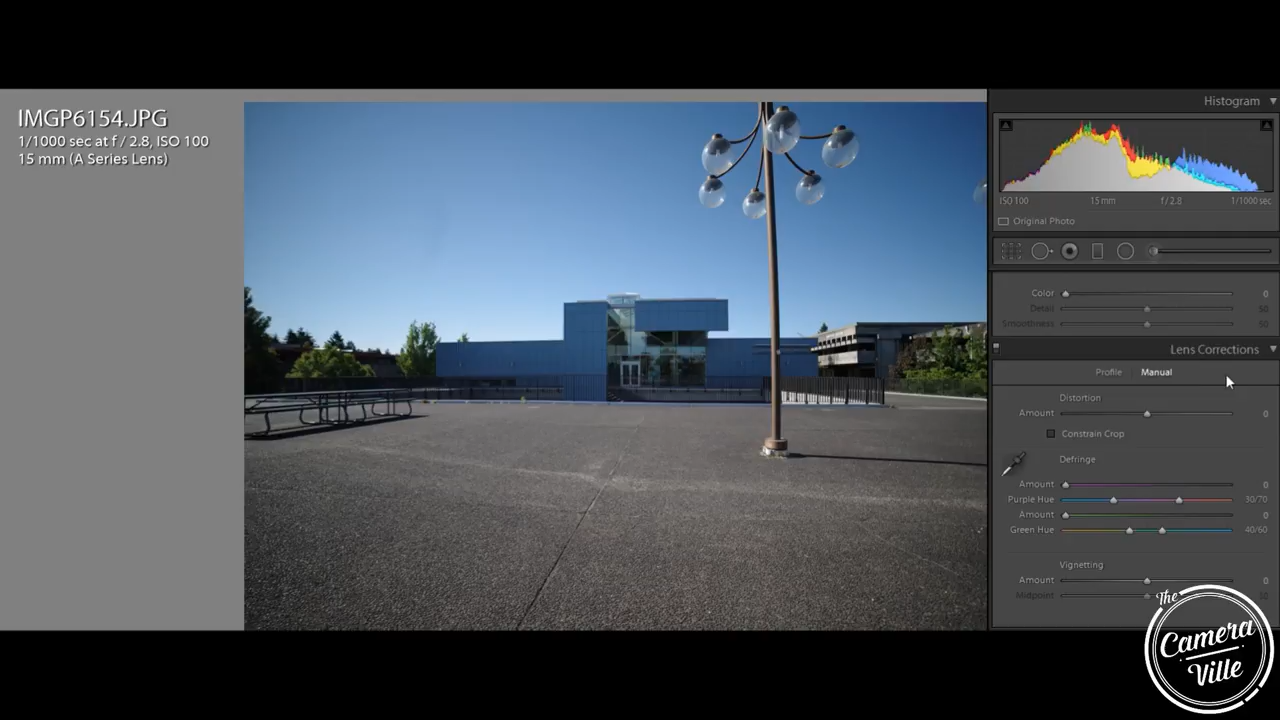 IMGP6154.JPG
1/1000 sec at f / 2.8, ISO 100
15 mm (A Series Lens)
Histogram
ISO 100 15 mm f / 2.8 1/1000 sec
Original Photo
Color 0
Detail 50
Smoothness 50
Lens Corrections
Profile Manual
Distortion
Amount 0
Constrain Crop
Defringe
Amount 0
Purple Hue 30/70
Amount 0
Green Hue 40/60
Vignetting
Amount 0
Midpoint
The
Camera
Ville